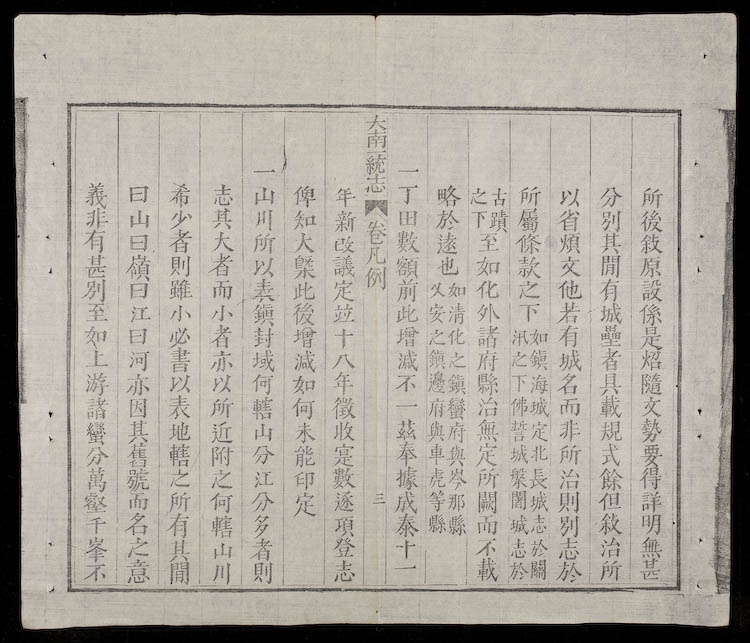 所後敘原設係是炤隨文勢要得詳明無甚
分別其間有城壘者具載規式餘但敘治所
以省煩文他若有城名而非所治則別志於
所屬條款之下如鎮海城定北長城志於關
汛之下佛誓城槃闍城志於
古蹟
之下至如化外諸府縣治無定所闕而不載
略於遠也如清化之鎮蠻府與岑那縣
乂安之鎮邊府與車虎等縣
一丁田數額前此增減不一茲奉據成泰十一
大南一統志 卷凡例 三
年新改議定竝十八年徵收寔數逐項登志
俾知大槩此後增減如何未能印定
一山川所以表鎮封域何轄山分江分多者則
志其大者而小者亦以所近附之何轄山川
希少者則雖小必書以表地轄之所有其間
曰山曰嶺曰江曰河亦因其舊號而名之意
義非有甚別至如上游諸蠻分萬壑千峯不